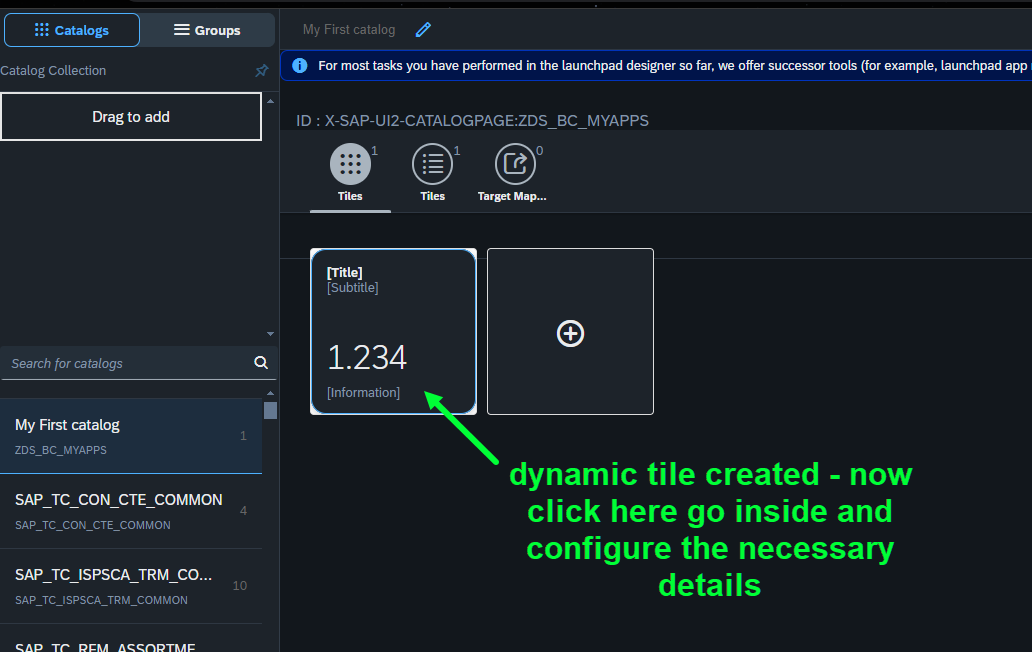 Catalogs
Groups
My First catalog
Catalog Collection
For most tasks you have performed in the launchpad designer so far, we offer successor tools (for example, launchpad app
Drag to add
ID : X-SAP-UI2-CATALOGPAGE:ZDS_BC_MYAPPS
1
Tiles
1
Tiles
0
Target Map...
[Title]
[Subtitle]
1.234
[Information]
Search for catalogs
My First catalog
1
ZDS_BC_MYAPPS
SAP_TC_CON_CTE_COMMON
4
SAP_TC_CON_CTE_COMMON
SAP_TC_ISPSCA_TRM_CO...
10
SAP_TC_ISPSCA_TRM_COMMON
SAP_TC_RFM_ASSORTME
dynamic tile created - now
click here go inside and
configure the necessary
details